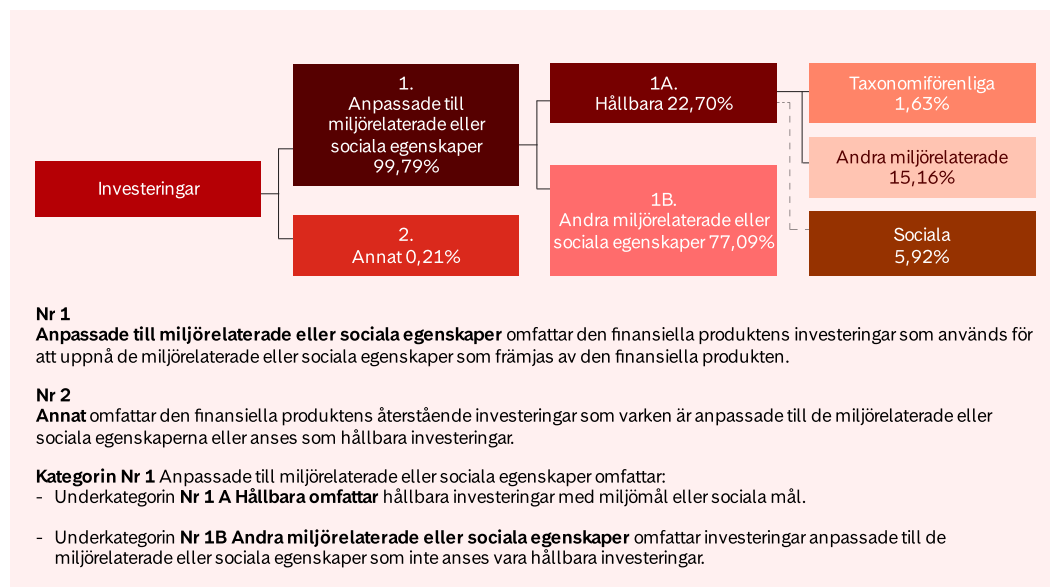 Investeringar
1.
Anpassade till
miljörelaterade eller
sociala egenskaper
99,79%
2.
Annat 0,21%
1A.
Hållbara 22,70%
1B.
Andra miljörelaterade eller
sociala egenskaper 77,09%
Taxonomiförenliga
1,63%
Andra miljörelaterade
15,16%
Sociala
5,92%
Nr 1
Anpassade till miljörelaterade eller sociala egenskaper omfattar den finansiella produktens investeringar som används för
att uppnå de miljörelaterade eller sociala egenskaper som främjas av den finansiella produkten.
Nr 2
Annat omfattar den finansiella produktens återstående investeringar som varken är anpassade till de miljörelaterade eller
sociala egenskaperna eller anses som hållbara investeringar.
Kategorin Nr 1 Anpassade till miljörelaterade eller sociala egenskaper omfattar:
- Underkategorin Nr 1 A Hållbara omfattar hållbara investeringar med miljömål eller sociala mål.
- Underkategorin Nr 1B Andra miljörelaterade eller sociala egenskaper omfattar investeringar anpassade till de
miljörelaterade eller sociala egenskaper som inte anses vara hållbara investeringar.